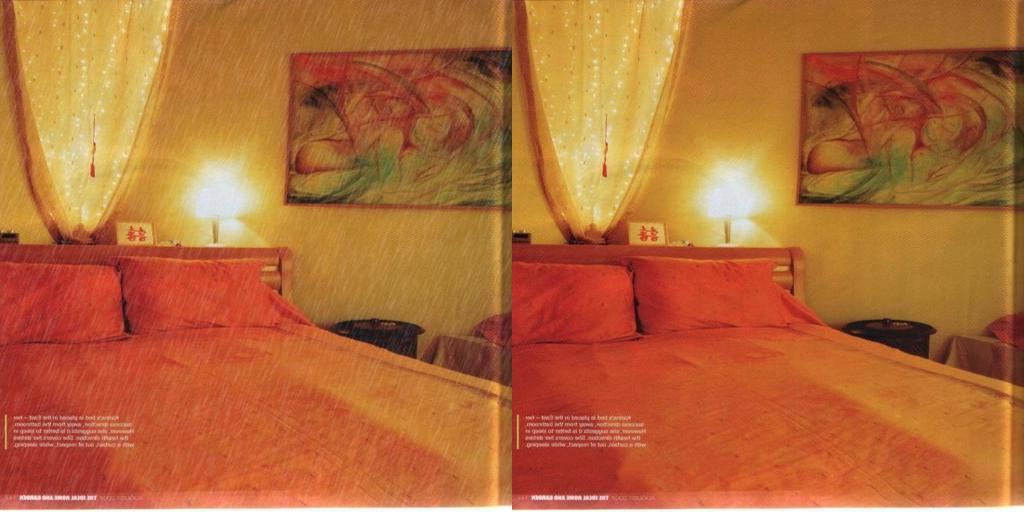 囍
Karina's bed is placed in the East – her
success direction, away from the bathroom.
However, she suggests it is better to sleep in
the health direction. She covers her deities
with a curtain, out of respect, while sleeping.
THE IDEAL HOME AND GARDEN
囍
Karina's bed is placed in the East – her
success direction, away from the bathroom.
However, she suggests it is better to sleep in
the health direction. She covers her deities
with a curtain, out of respect, while sleeping.
THE IDEAL HOME AND GARDEN